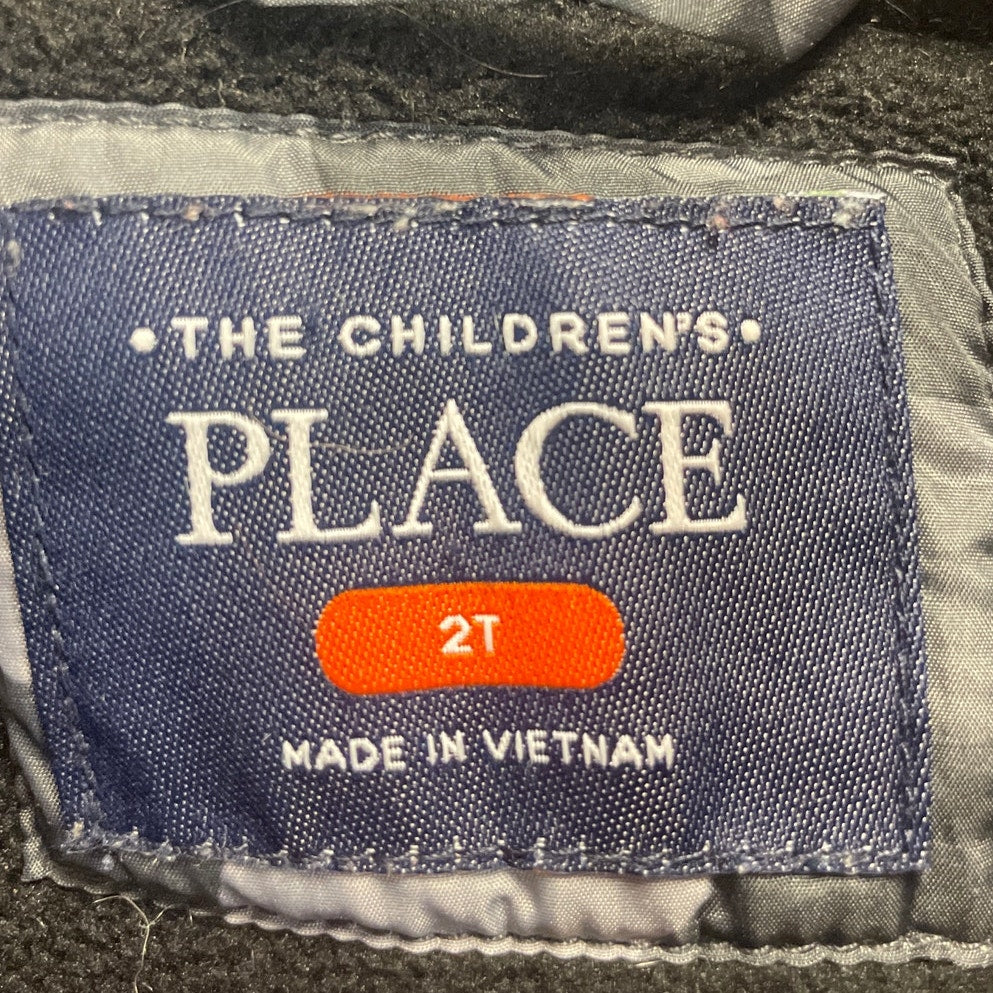 •THE CHILDREN'S•
PLACE
2T
MADE IN VIETNAM